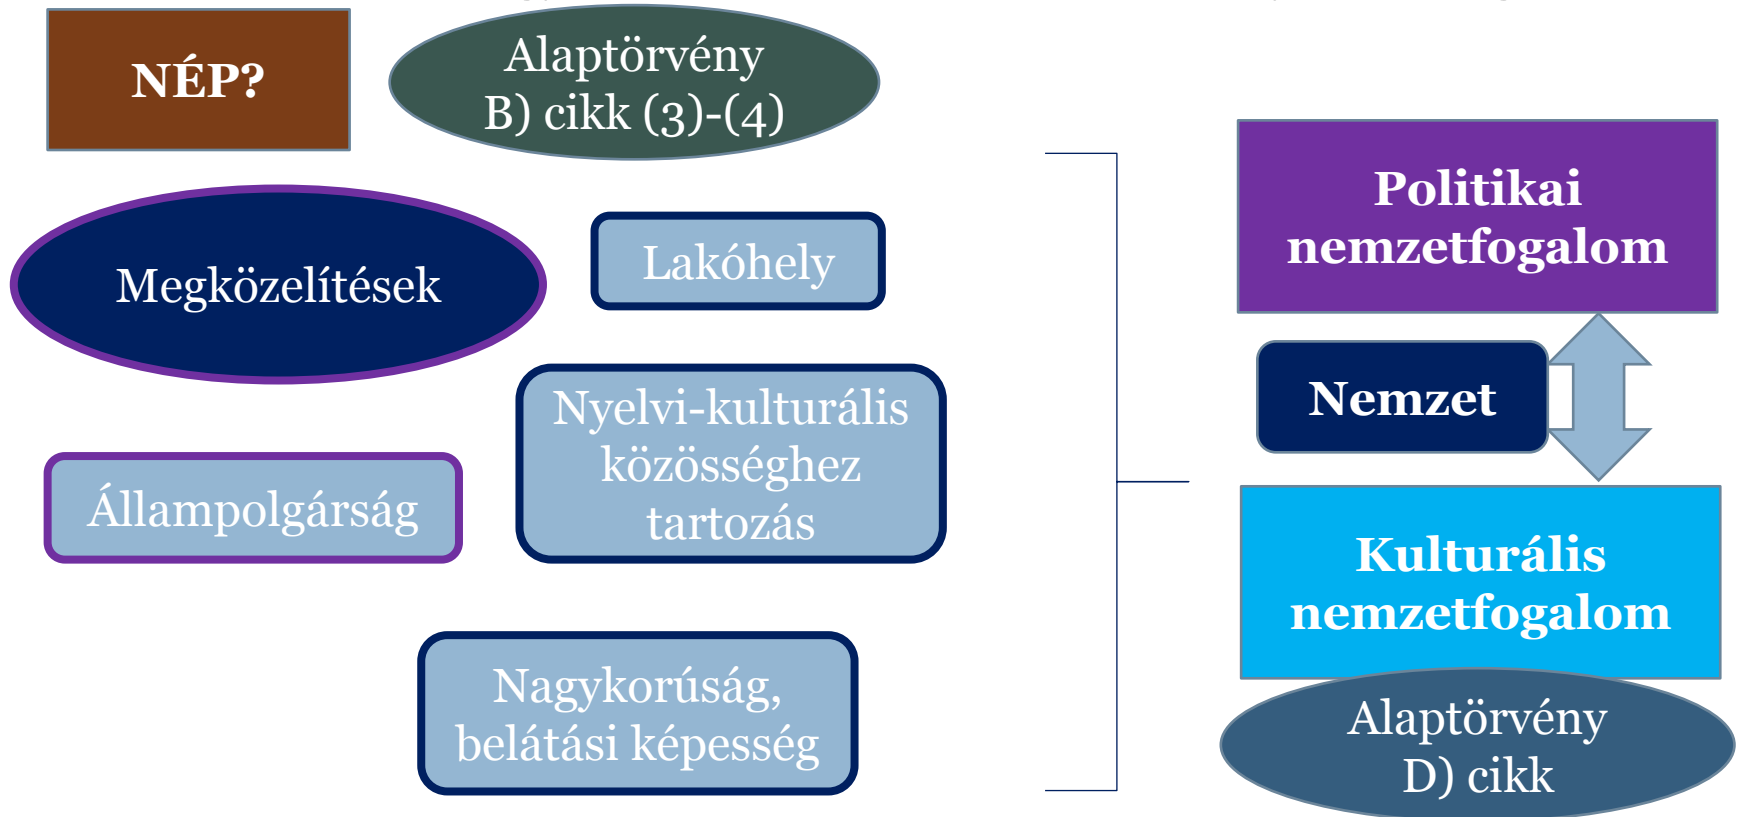 NÉP?
Alaptörvény
B) cikk (3)-(4)
Megközelítések
Lakóhely
Nyelvi-kulturális
közösséghez
tartozás
Állampolgárság
Nagykorúság,
belátási képesség
Politikai
nemzetfogalom
Nemzet
Kulturális
nemzetfogalom
Alaptörvény
D) cikk